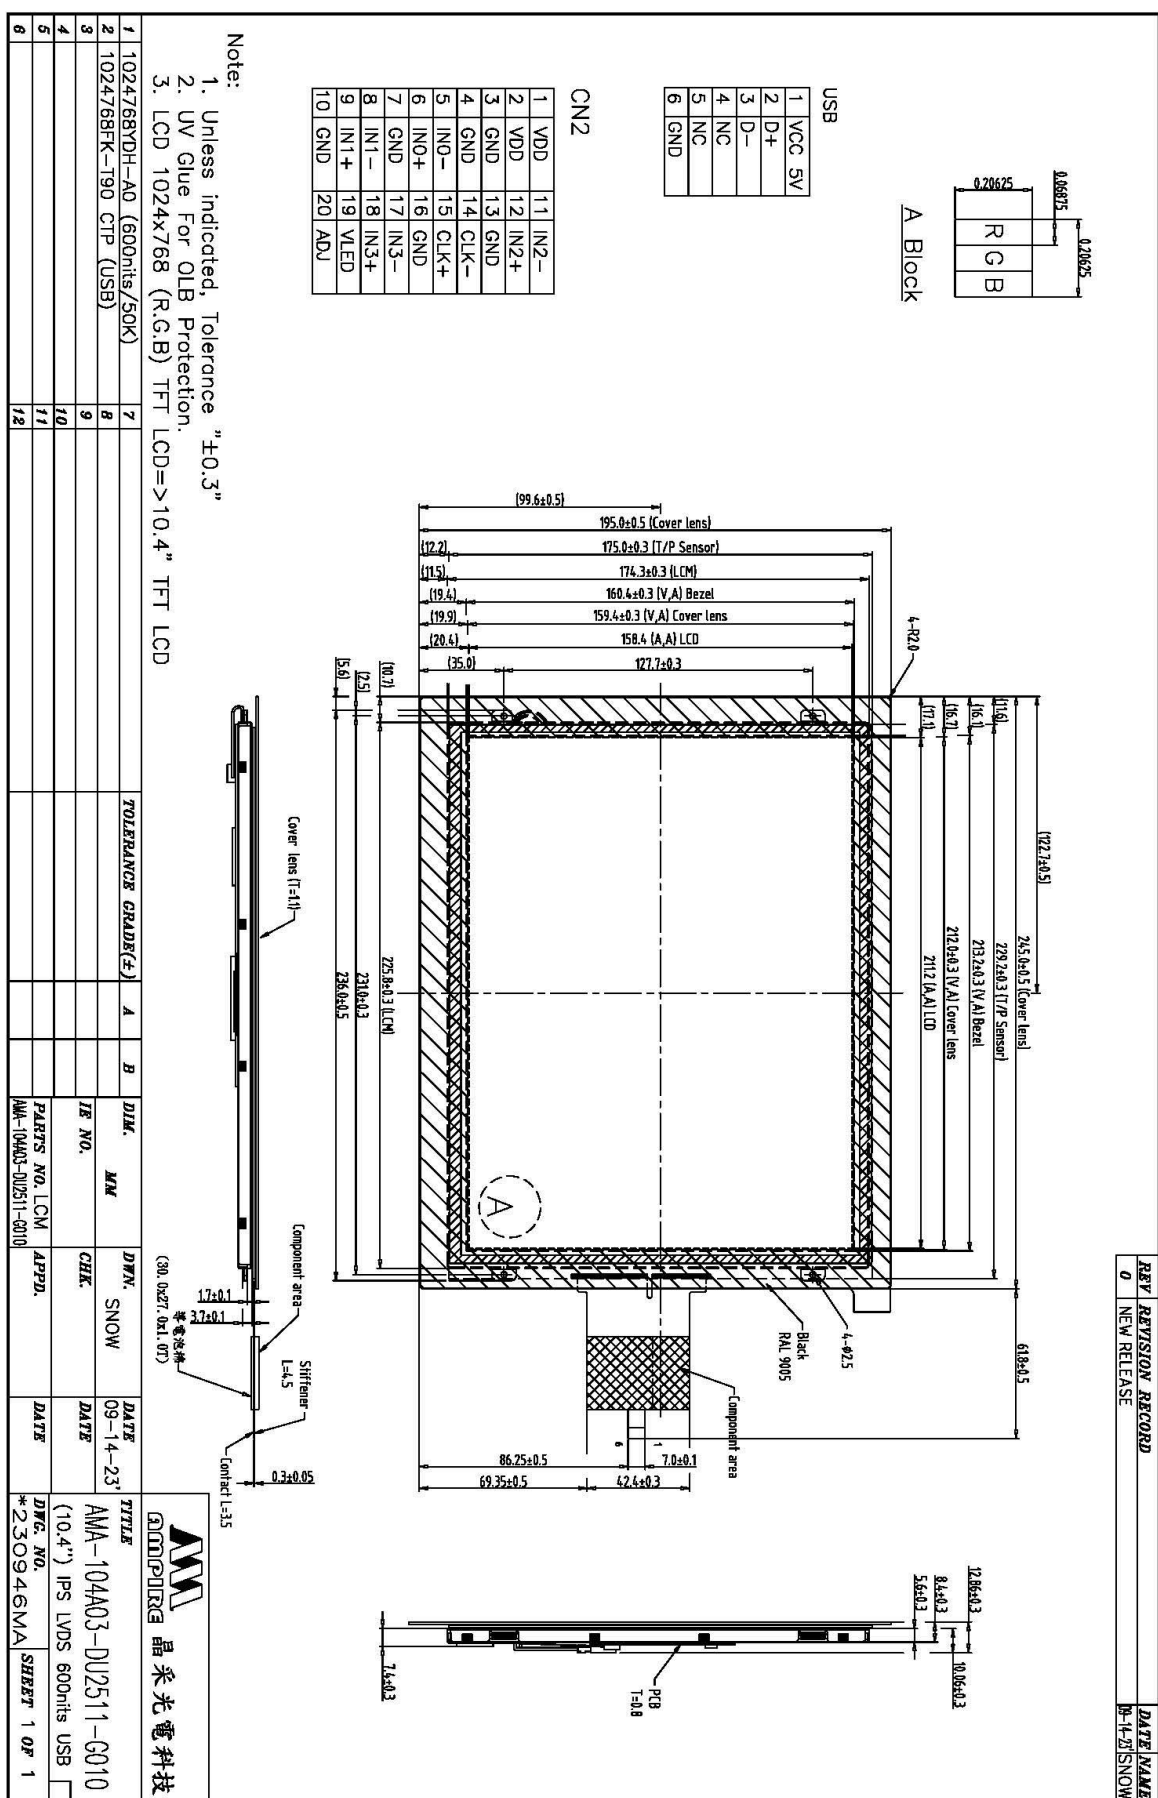 REV REVISION RECORD DATE NAME
0 NEW RELEASE 09-14-23' SNOW
0.06875
0.20625
0.20625
R G B
A Block
USB
1 VCC 5V
2 D+
3 D-
4 NC
5 NC
6 GND
CN2
1 VDD 11 IN2-
2 VDD 12 IN2+
3 GND 13 GND
4 GND 14 CLK-
5 IN0- 15 CLK+
6 IN0+ 16 GND
7 GND 17 IN3-
8 IN1- 18 IN3+
9 IN1+ 19 VLED
10 GND 20 ADJ
(122.7±0.5)
245.0±0.5 (Cover lens)
229.2±0.3 (T/P Sensor)
213.2±0.3 (V,A) Bezel
212.0±0.3 (V,A) Cover lens
211.2 (A,A) LCD
(11.6)
(16.1)
(16.7)
(17.1)
61.8±0.5
4-R2.0
(99.6±0.5)
195.0±0.5 (Cover lens)
175.0±0.3 (T/P Sensor)
174.3±0.3 (LCM)
160.4±0.3 (V,A) Bezel
159.4±0.3 (V,A) Cover lens
158.4 (A,A) LCD
127.7±0.3
(12.2)
(11.5)
(19.4)
(19.9)
(20.4)
(35.0)
(10.7)
(2.5)
(5.6)
A
4-φ2.5
Black
RAL 9005
Component area
1
6
7.0±0.1
86.25±0.5
42.4±0.3
69.35±0.5
225.8±0.3 (LCM)
231.0±0.3
236.0±0.5
12.86±0.3
8.4±0.3
5.6±0.3
10.06±0.3
7.4±0.3
PCB
T=0.8
Cover lens (T=1.1)
Component area
Stiffener
L=4.5
1.7±0.1
3.7±0.1
導電泡棉
(30.0x27.0x1.0T)
0.3±0.05
Contact L=3.5
Note:
1. Unless indicated, Tolerance "±0.3"
2. UV Glue For OLB Protection.
3. LCD 1024x768 (R.G.B) TFT LCD=>10.4" TFT LCD
AMPIRE 晶采光電科技
1 1024768YDH-A0 (600nits/50K) 7 TOLERANCE GRADE(±) A B
2 1024768FK-T90 CTP (USB) 8
3 9
4 10
5 11
6 12
DIM. MM
DWN. SNOW
DATE 09-14-23'
IE NO.
CHK.
DATE
PARTS NO. LCM
AMA-104A03-DU2511-G010
APPD.
DATE
TITLE
AMA-104A03-DU2511-G010
(10.4") IPS LVDS 600nits USB
DWG. NO.
*230946MA
SHEET 1 OF 1